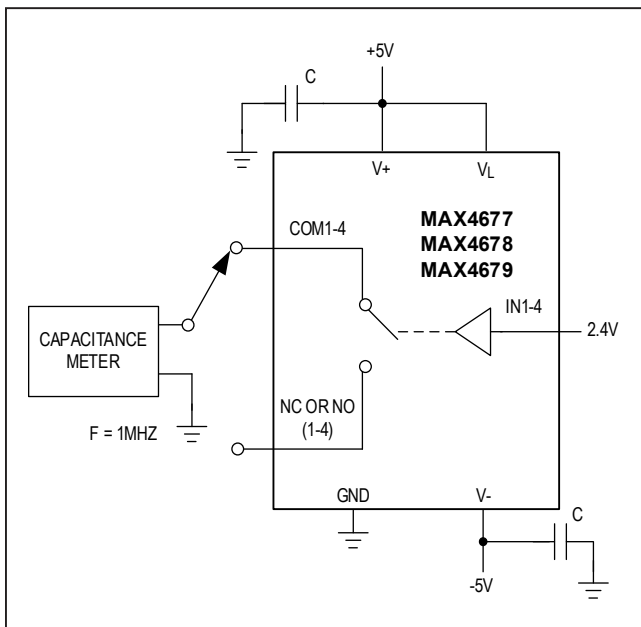 +5V
C
V+
VL
COM1-4
MAX4677
MAX4678
MAX4679
IN1-4
2.4V
CAPACITANCE
METER
F = 1MHZ
NC OR NO
(1-4)
GND
V-
C
-5V